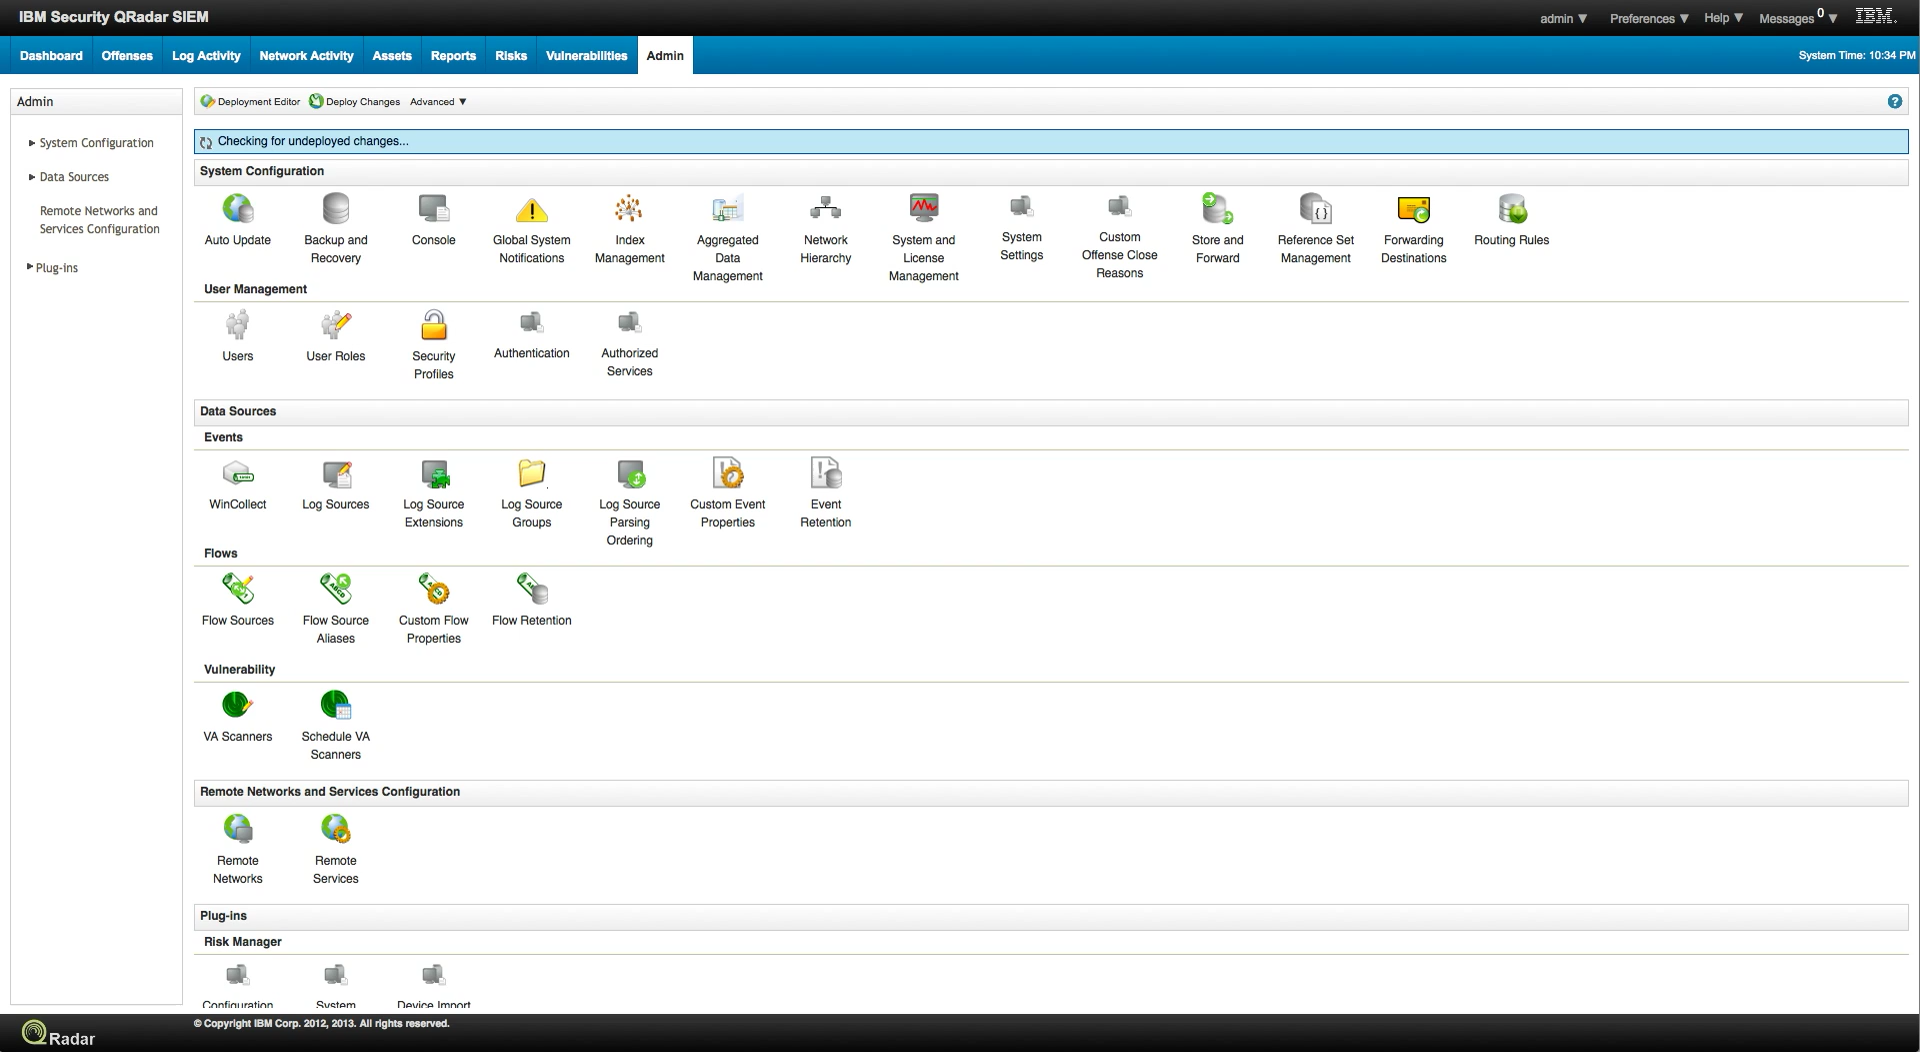 IBM Security QRadar SIEM
admin ▼ Preferences ▼ Help ▼ Messages 0 ▼ IBM.
Dashboard Offenses Log Activity Network Activity Assets Reports Risks Vulnerabilities Admin System Time: 10:34 PM
Admin
System Configuration
Data Sources
Remote Networks and
Services Configuration
Plug-ins
Deployment Editor Deploy Changes Advanced ▼ ?
Checking for undeployed changes...
System Configuration
Auto Update
Backup and
Recovery
Console
Global System
Notifications
Index
Management
Aggregated
Data
Management
Network
Hierarchy
System and
License
Management
System
Settings
Custom
Offense Close
Reasons
Store and
Forward
Reference Set
Management
Forwarding
Destinations
Routing Rules
User Management
Users
User Roles
Security
Profiles
Authentication
Authorized
Services
Data Sources
Events
WinCollect
Log Sources
Log Source
Extensions
Log Source
Groups
Log Source
Parsing
Ordering
Custom Event
Properties
Event
Retention
Flows
Flow Sources
Flow Source
Aliases
Custom Flow
Properties
Flow Retention
Vulnerability
VA Scanners
Schedule VA
Scanners
Remote Networks and Services Configuration
Remote
Networks
Remote
Services
Plug-ins
Risk Manager
Configuration
System
Device Import
QRadar
© Copyright IBM Corp. 2012, 2013. All rights reserved.